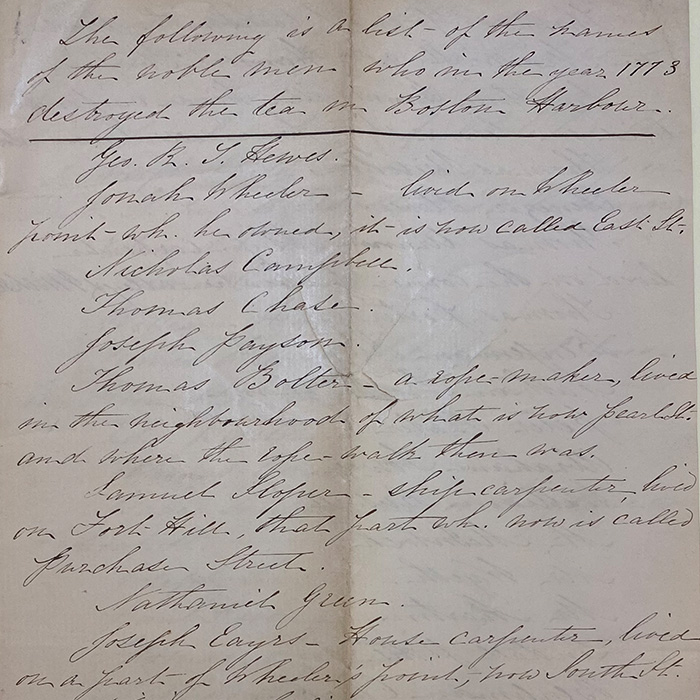 The following is a list of the names
of the noble men who in the year 1773
destroyed the tea in Boston Harbour.
Geo. R. T. Hewes.
Jonah Wheeler - lived on Wheeler
point - wh. he owned, it is now called East St.
Nicholas Campbell.
Thomas Chase.
Joseph Payson.
Thomas Bolter - a rope-maker, lived
in the neighbourhood of what is now Pearl St.
and where the rope-walk then was.
Samuel Sloper - ship carpenter, lived
on Fort Hill, that part wh. now is called
Purchase Street.
Nathaniel Green.
Joseph Eayrs - House carpenter, lived
on a part of Wheeler's point, now South St.